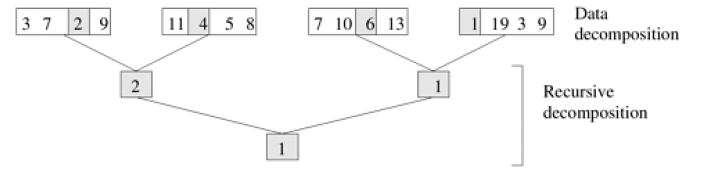 3 7 2 9 11 4 5 8 7 10 6 13 1 19 3 9 Data
decomposition
2 1
Recursive
decomposition
1